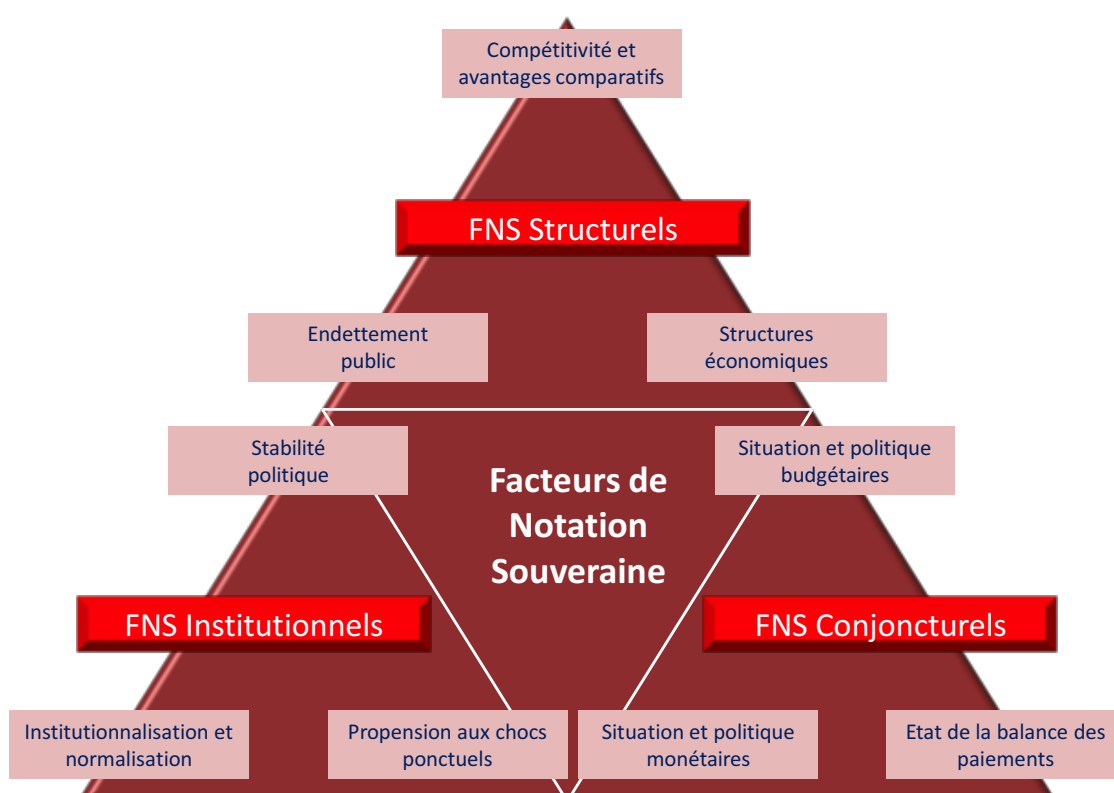 Compétitivité et
avantages comparatifs
FNS Structurels
Endettement
public
Structures
économiques
Stabilité
politique
Situation et politique
budgétaires
Facteurs de
Notation
Souveraine
FNS Institutionnels
FNS Conjoncturels
Institutionnalisation et
normalisation
Propension aux chocs
ponctuels
Situation et politique
monétaires
Etat de la balance des
paiements